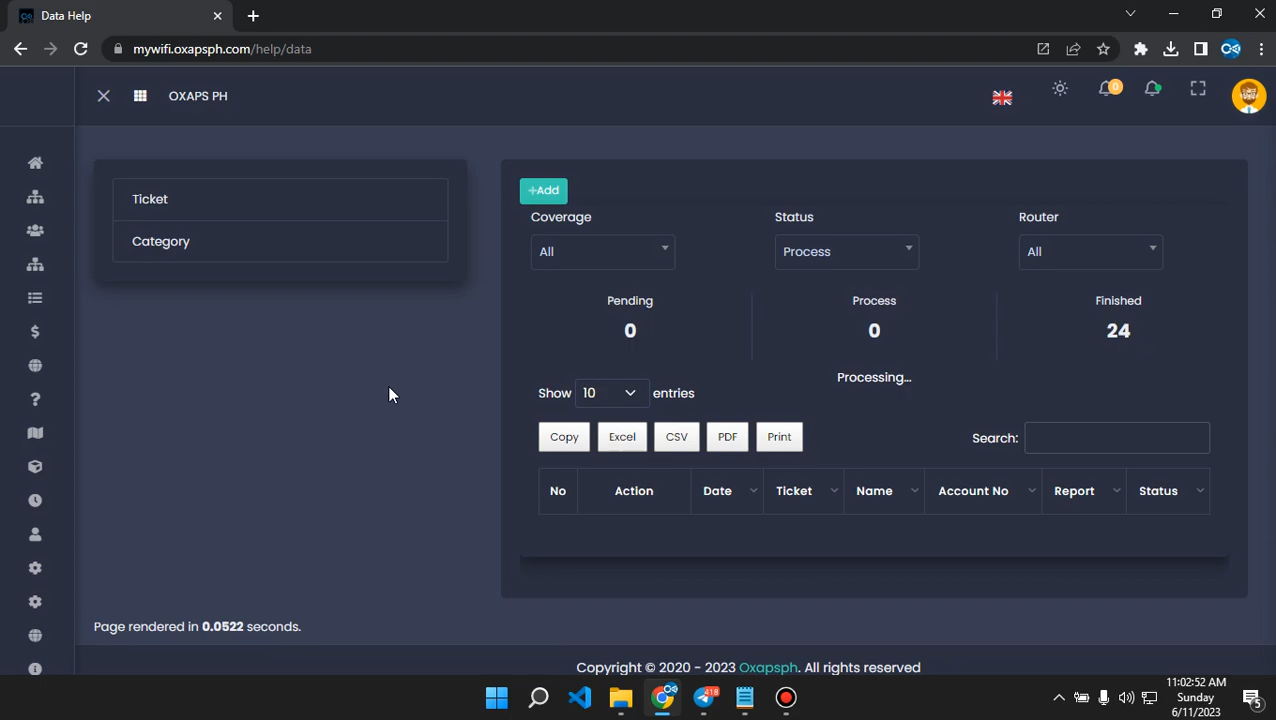 Data Help
mywifi.oxapsph.com/help/data
OXAPS PH
0
Ticket
Category
+Add
Coverage Status Router
All Process All
Pending Process Finished
0 0 24
Processing...
Show 10 entries
Copy Excel CSV PDF Print Search:
No Action Date Ticket Name Account No Report Status
Page rendered in 0.0522 seconds.
Copyright © 2020 - 2023 Oxapsph. All rights reserved
418
11:02:52 AM
Sunday
6/11/2023
5